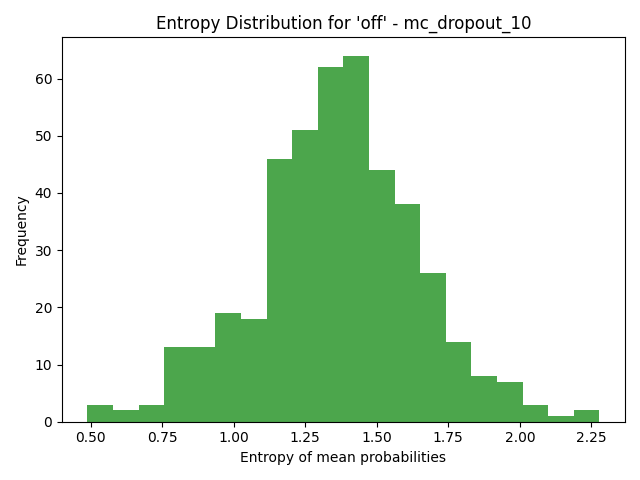 Entropy Distribution for 'off' - mc_dropout_10
Frequency
60
50
40
30
20
10
0
0.50 0.75 1.00 1.25 1.50 1.75 2.00 2.25
Entropy of mean probabilities